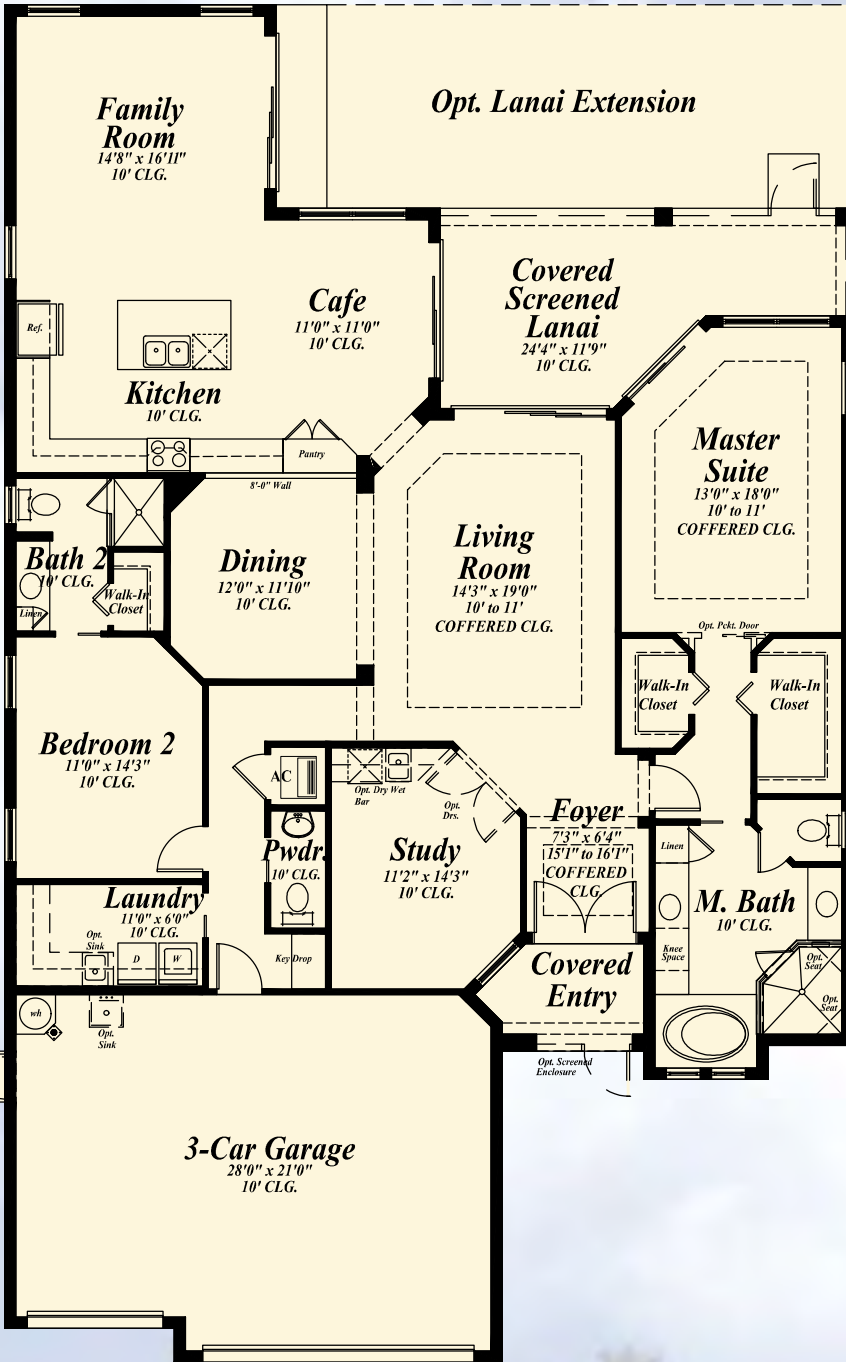 Family
Room
14'8" x 16'11"
10' CLG.
Opt. Lanai Extension
Cafe
11'0" x 11'0"
10' CLG.
Covered
Screened
Lanai
24'4" x 11'9"
10' CLG.
Ref.
Kitchen
10' CLG.
Pantry
8'-0" Wall
Master
Suite
13'0" x 18'0"
10' to 11'
COFFERED CLG.
Bath 2
10' CLG.
Linen
Walk-In
Closet
Dining
12'0" x 11'10"
10' CLG.
Living
Room
14'3" x 19'0"
10' to 11'
COFFERED CLG.
Opt. Pckt. Door
Walk-In
Closet
Walk-In
Closet
Bedroom 2
11'0" x 14'3"
10' CLG.
AC
Opt. Dry Wet
Bar
Opt.
Drs.
Pwdr.
10' CLG.
Study
11'2" x 14'3"
10' CLG.
Foyer
7'3" x 6'4"
15'1" to 16'1"
COFFERED
CLG.
Linen
M. Bath
10' CLG.
Knee
Space
Opt.
Seat
Opt.
Seat
Laundry
11'0" x 6'0"
10' CLG.
Opt.
Sink
D
W
Key Drop
Covered
Entry
wh
Opt.
Sink
Opt. Screened
Enclosure
3-Car Garage
28'0" x 21'0"
10' CLG.